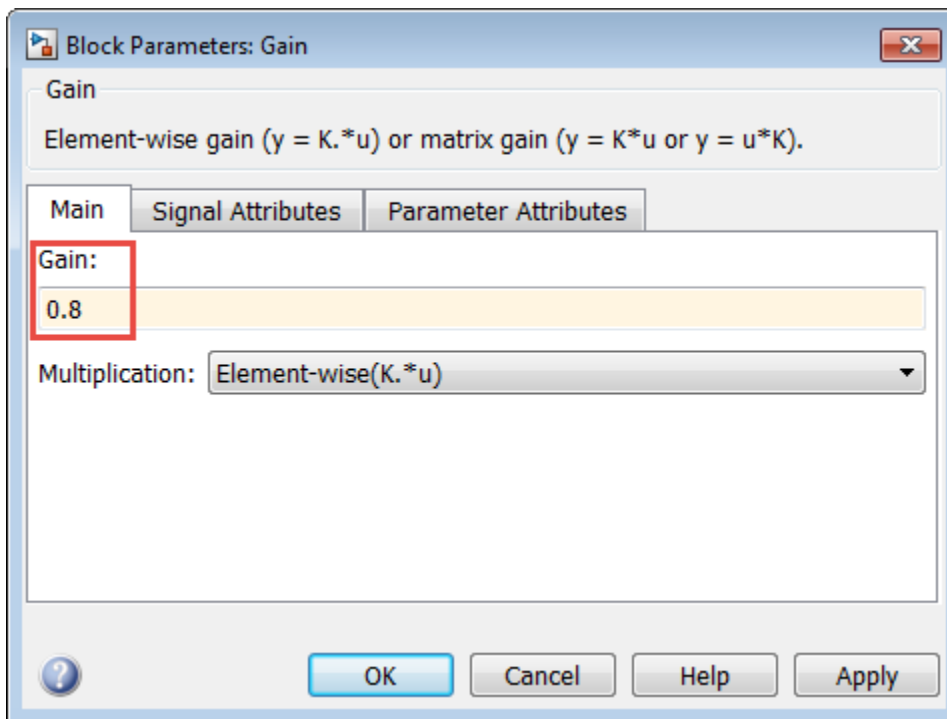 Block Parameters: Gain
Gain
Element-wise gain (y = K.*u) or matrix gain (y = K*u or y = u*K).
Main Signal Attributes Parameter Attributes
Gain:
0.8
Multiplication: Element-wise(K.*u)
? OK Cancel Help Apply